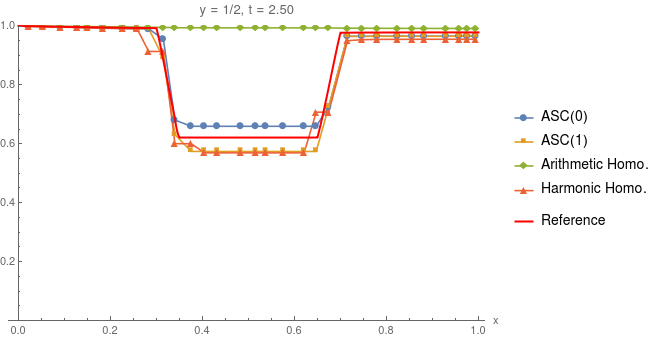 y = 1/2, t = 2.50
1.0
0.8
0.6
0.4
0.2
0.0 0.2 0.4 0.6 0.8 1.0
x
ASC(0)
ASC(1)
Arithmetic Homo.
Harmonic Homo.
Reference